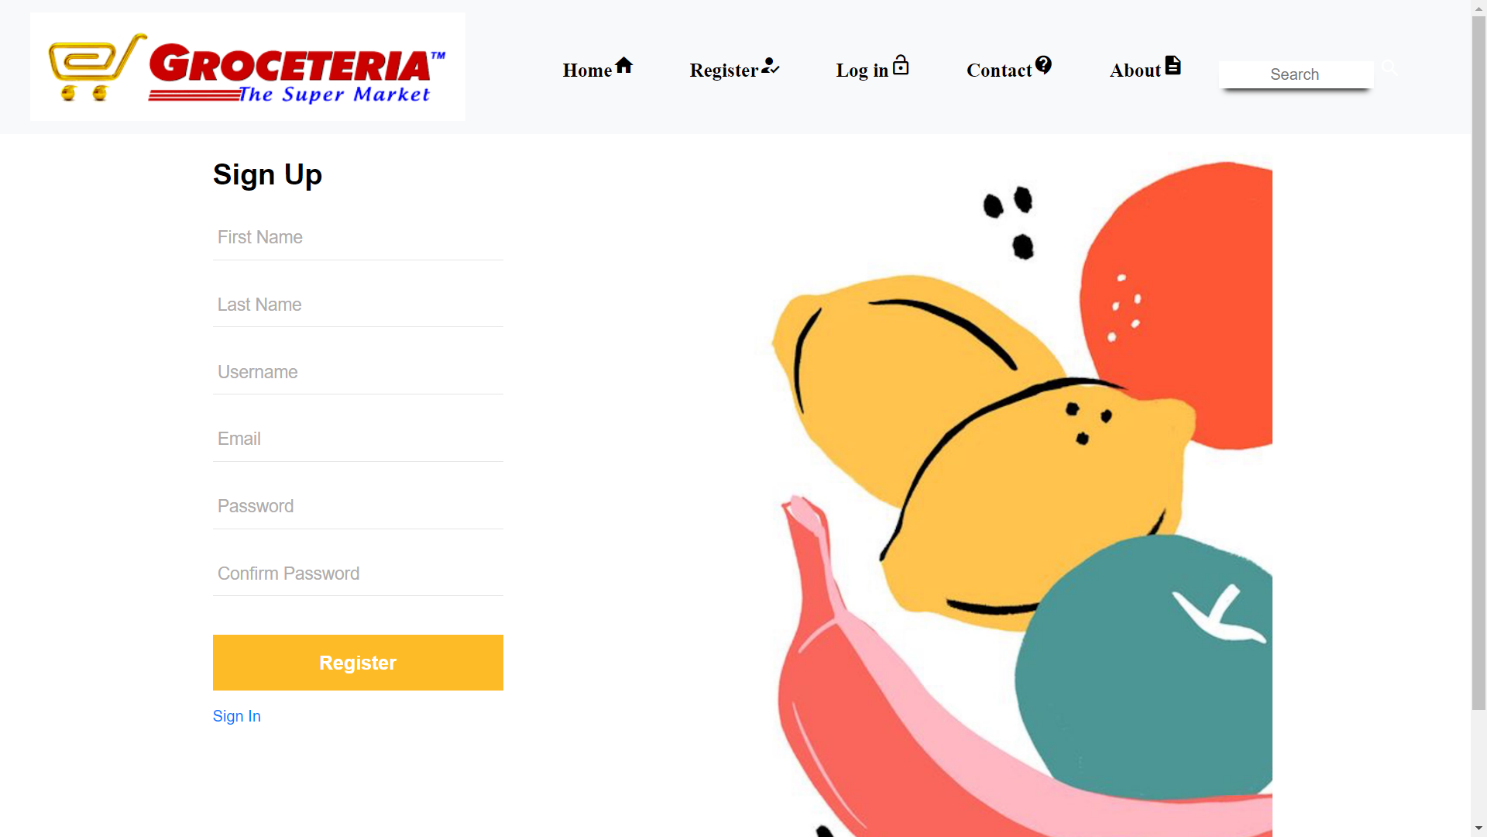 GROCETERIA™
The Super Market
Home
Register
Log in
Contact
About
Search
Sign Up
First Name
Last Name
Username
Email
Password
Confirm Password
Register
Sign In